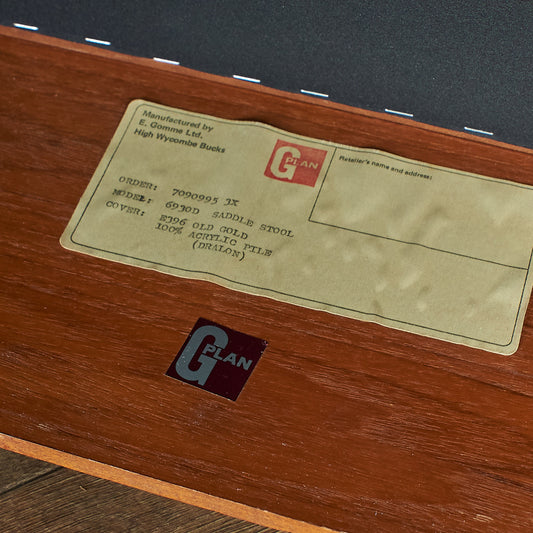 Manufactured by
E. Gomme Ltd.
High Wycombe Bucks
G PLAN
Retailer's name and address:
ORDER: 7090995 3X
MODEL: 6930D SADDLE STOOL
COVER: E396 OLD GOLD
100% ACRYLIC PILE
(DRALON)
G PLAN